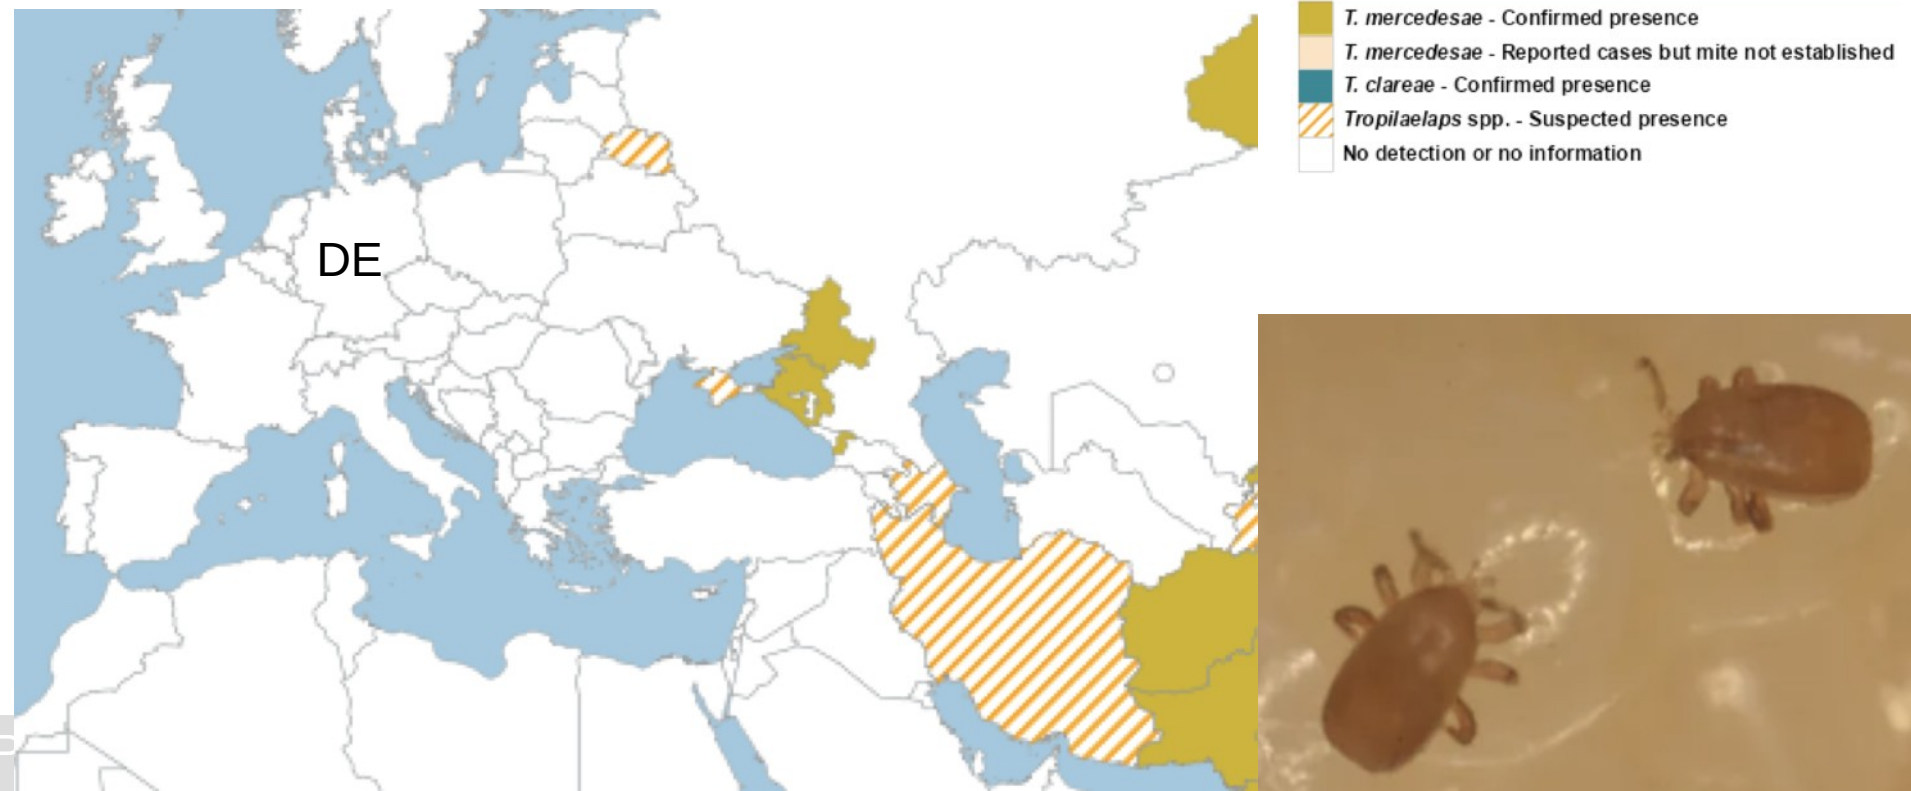 T. mercedesae - Confirmed presence
T. mercedesae - Reported cases but mite not established
T. clareae - Confirmed presence
Tropilaelaps spp. - Suspected presence
No detection or no information
DE